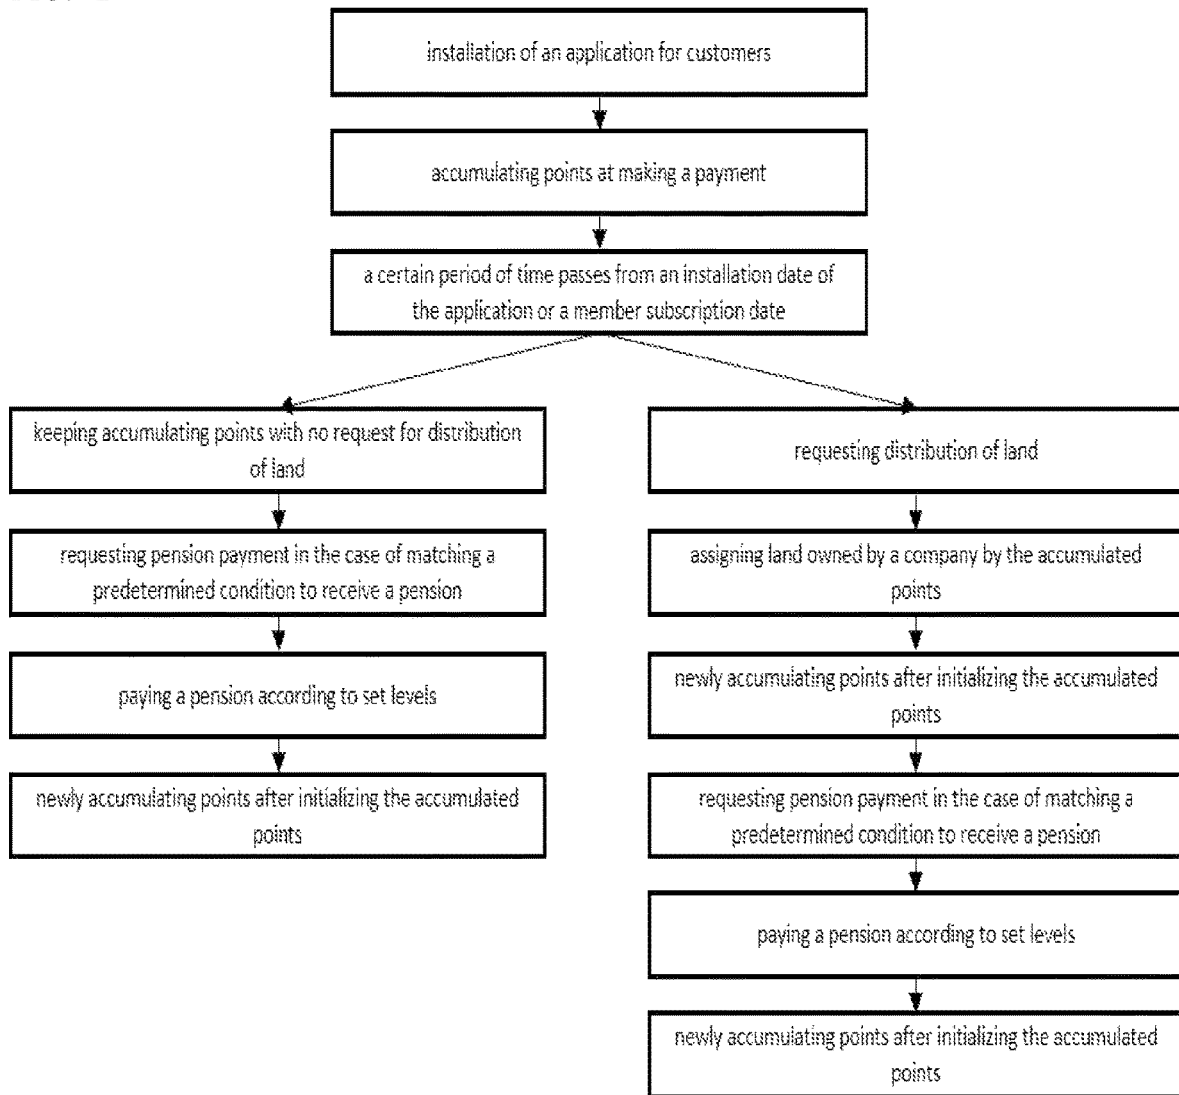 installation of an application for customers
accumulating points at making a payment
a certain period of time passes from an installation date of
the application or a member subscription date
keeping accumulating points with no request for distribution
of land
requesting pension payment in the case of matching a
predetermined condition to receive a pension
paying a pension according to set levels
newly accumulating points after initializing the accumulated
points
requesting distribution of land
assigning land owned by a company by the accumulated
points
newly accumulating points after initializing the accumulated
points
requesting pension payment in the case of matching a
predetermined condition to receive a pension
paying a pension according to set levels
newly accumulating points after initializing the accumulated
points